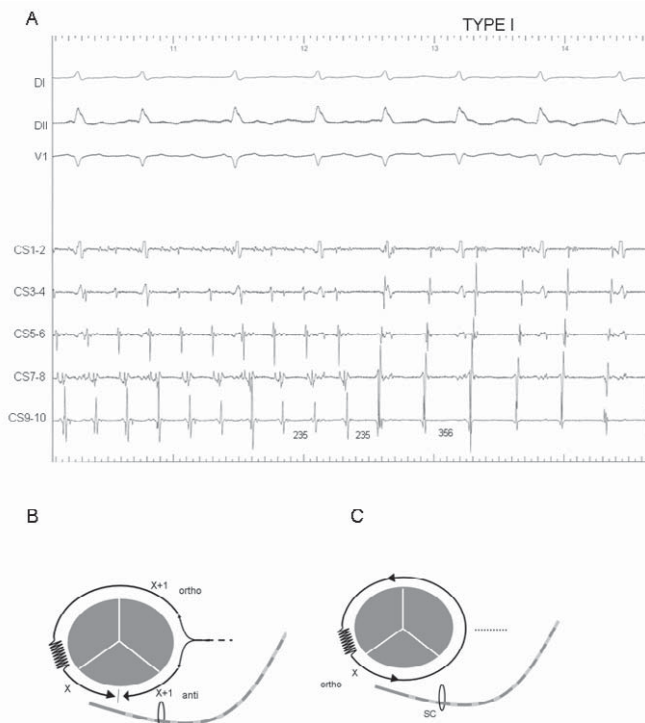 A
TYPE I
11 12 13 14
DI
DII
V1
CS1-2
CS3-4
CS5-6
CS7-8
CS9-10
235 235 356
B
C
X+1 ortho
X
X+1 anti
X
ortho
SC